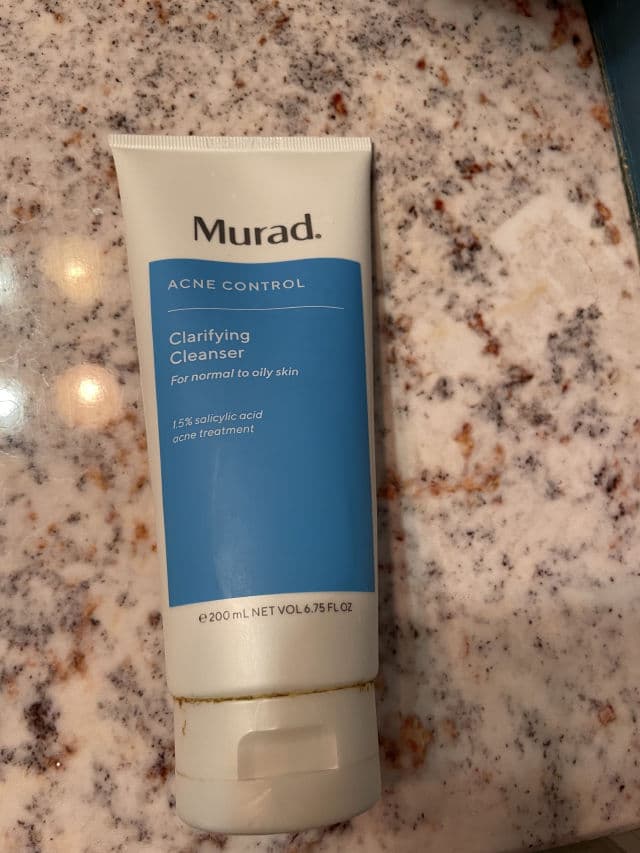 Murad.
ACNE CONTROL
Clarifying
Cleanser
For normal to oily skin
1.5% salicylic acid
acne treatment
℮ 200 mL NET VOL 6.75 FL OZ